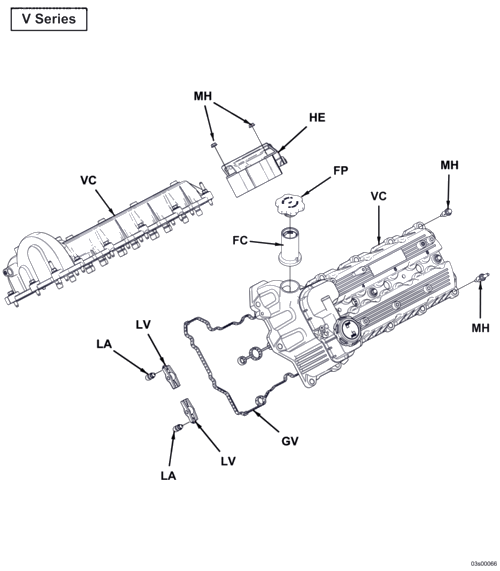 V Series
MH
HE
VC
FP
MH
VC
FC
MH
LV
LA
GV
LV
LA
03s00066